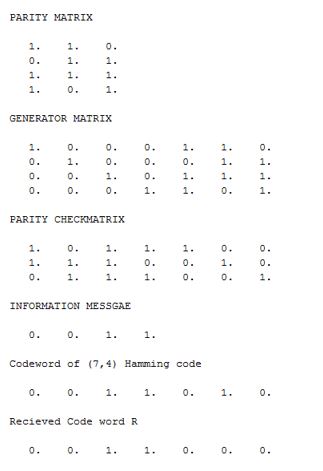 PARITY MATRIX
1. 1. 0.
0. 1. 1.
1. 1. 1.
1. 0. 1.
GENERATOR MATRIX
1. 0. 0. 0. 1. 1. 0.
0. 1. 0. 0. 0. 1. 1.
0. 0. 1. 0. 1. 1. 1.
0. 0. 0. 1. 1. 0. 1.
PARITY CHECKMATRIX
1. 0. 1. 1. 1. 0. 0.
1. 1. 1. 0. 0. 1. 0.
0. 1. 1. 1. 0. 0. 1.
INFORMATION MESSGAE
0. 0. 1. 1.
Codeword of (7,4) Hamming code
0. 0. 1. 1. 0. 1. 0.
Recieved Code word R
0. 0. 1. 1. 0. 0. 0.